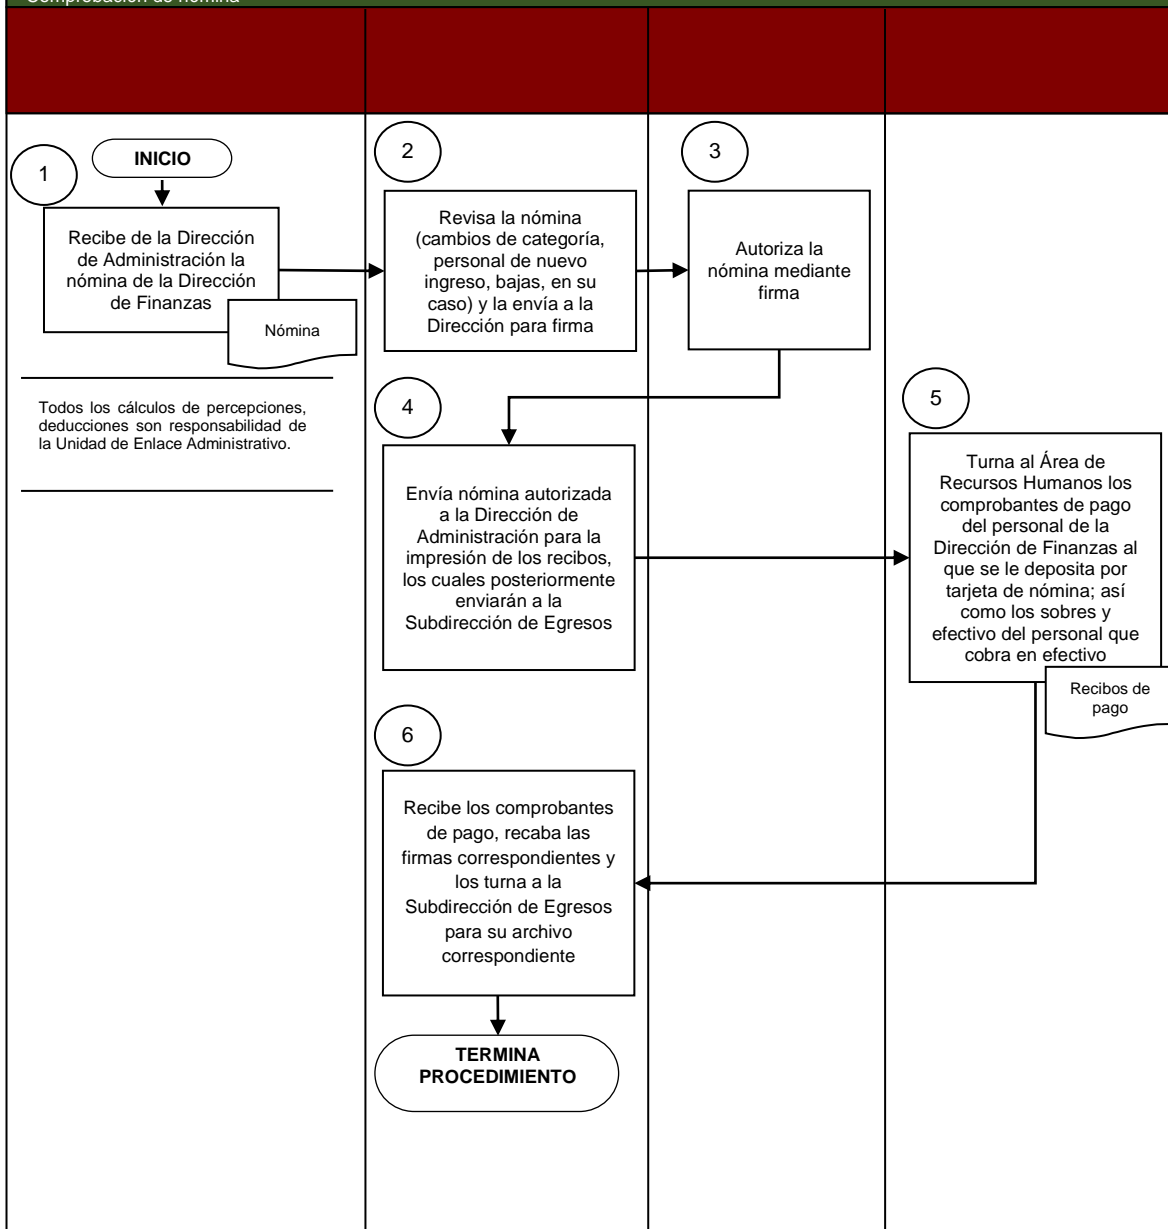 Comprobación de nómina
1
INICIO
Recibe de la Dirección
de Administración la
nómina de la Dirección
de Finanzas
Nómina
Todos los cálculos de percepciones,
deducciones son responsabilidad de
la Unidad de Enlace Administrativo.
2
Revisa la nómina
(cambios de categoría,
personal de nuevo
ingreso, bajas, en su
caso) y la envía a la
Dirección para firma
3
Autoriza la
nómina mediante
firma
4
Envía nómina autorizada
a la Dirección de
Administración para la
impresión de los recibos,
los cuales posteriormente
enviarán a la
Subdirección de Egresos
5
Turna al Área de
Recursos Humanos los
comprobantes de pago
del personal de la
Dirección de Finanzas al
que se le deposita por
tarjeta de nómina; así
como los sobres y
efectivo del personal que
cobra en efectivo
Recibos de
pago
6
Recibe los comprobantes
de pago, recaba las
firmas correspondientes y
los turna a la
Subdirección de Egresos
para su archivo
correspondiente
TERMINA
PROCEDIMIENTO